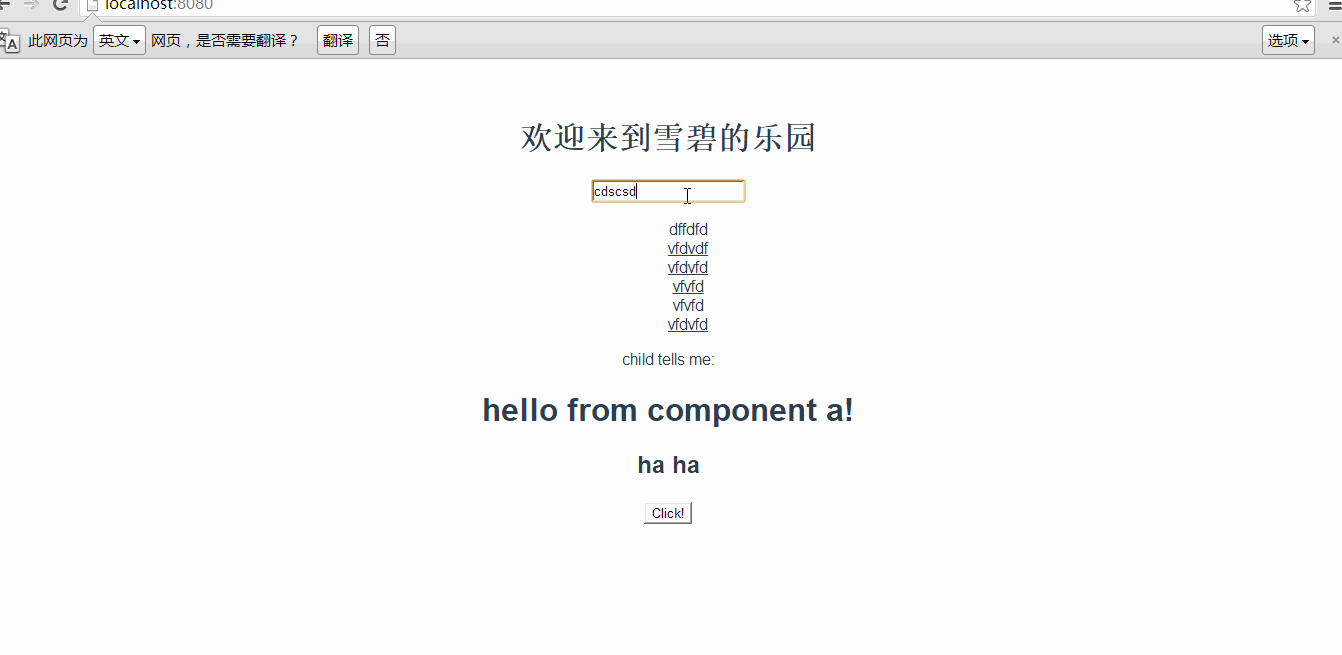 localhost:8080
此网页为 英文 网页，是否需要翻译？ 翻译 否 选项
欢迎来到雪碧的乐园
cdscsd
dffdfd
vfdvdf
vfdvfd
vfvfd
vfvfd
vfdvfd
child tells me:
hello from component a!
ha ha
Click!